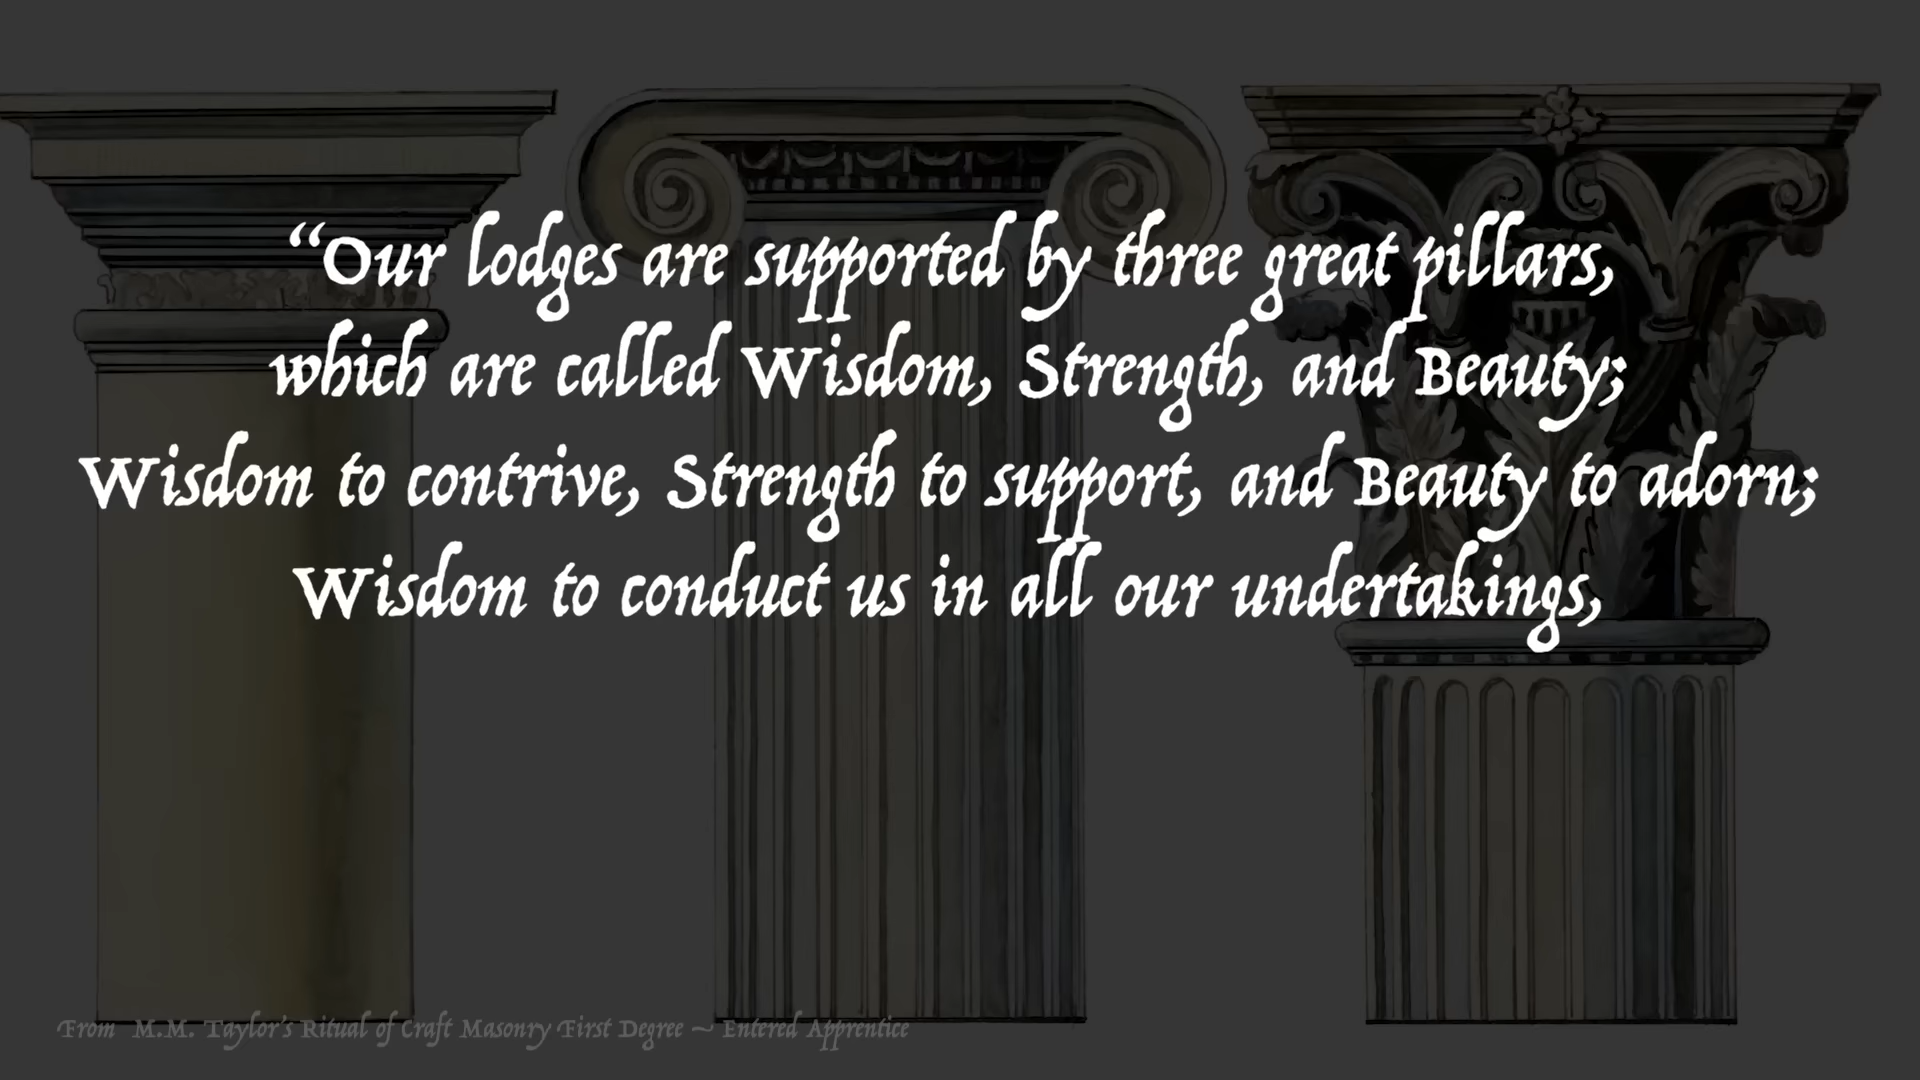 “Our lodges are supported by three great pillars,
which are called Wisdom, Strength, and Beauty;
Wisdom to contrive, Strength to support, and Beauty to adorn;
Wisdom to conduct us in all our undertakings,
From M.M. Taylor's Ritual of Craft Masonry First Degree ~ Entered Apprentice